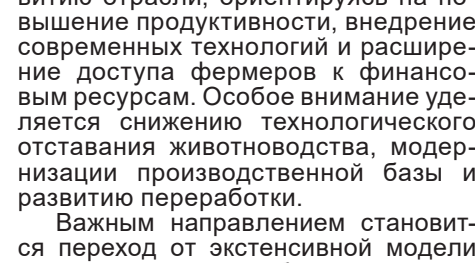 витию отрасли, ориентируясь на по-
вышение продуктивности, внедрение
современных технологий и расшире-
ние доступа фермеров к финансо-
вым ресурсам. Особое внимание уде-
ляется снижению технологического
отставания животноводства, модер-
низации производственной базы и
развитию переработки.
Важным направлением становит-
ся переход от экстенсивной модели